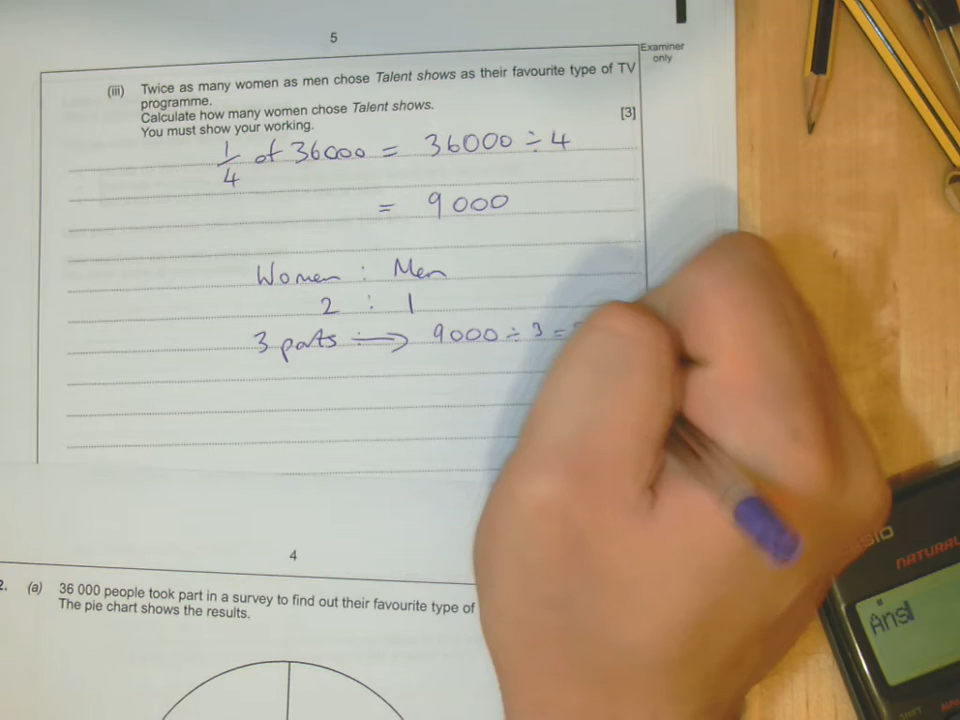 5
Examiner
only
(iii) Twice as many women as men chose Talent shows as their favourite type of TV
programme.
Calculate how many women chose Talent shows.
You must show your working. [3]
1/4 of 36000 = 36000 ÷ 4
= 9000
Women : Men
2 : 1
3 parts → 9000 ÷ 3 =
4
2. (a) 36 000 people took part in a survey to find out their favourite type of
The pie chart shows the results.
CASIO
NATURAL
Ans